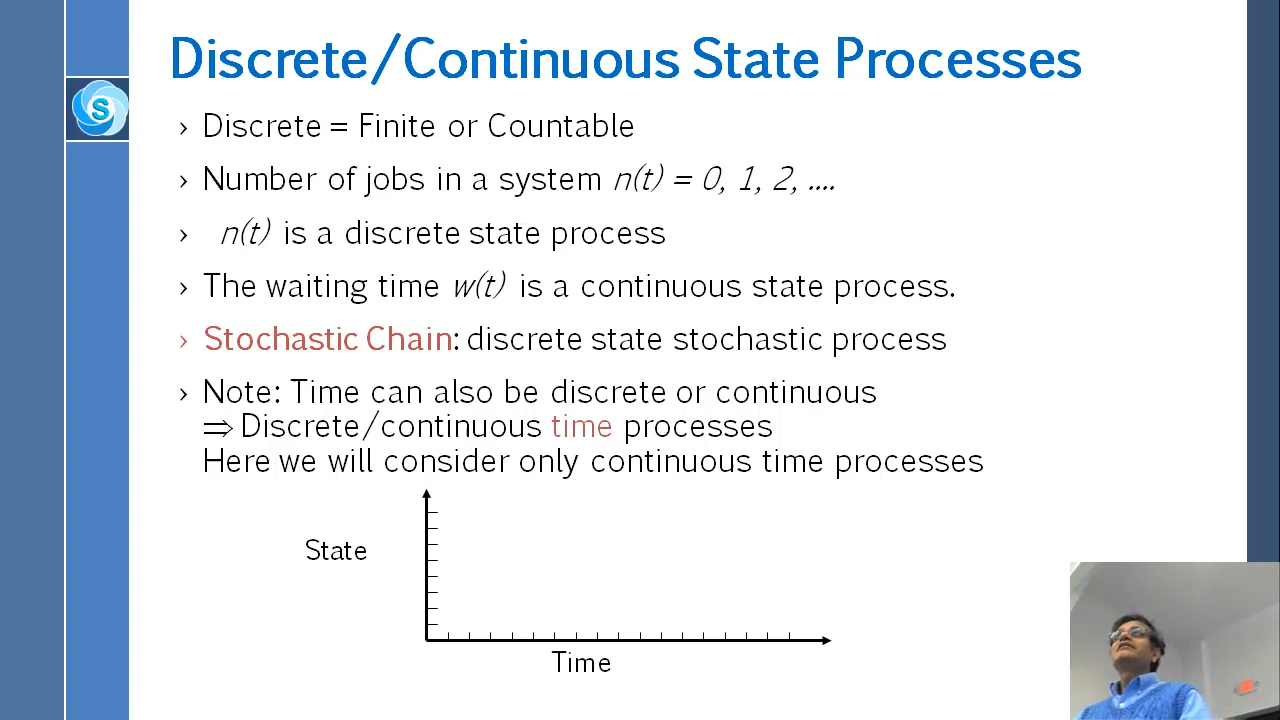 Discrete/Continuous State Processes
S
› Discrete = Finite or Countable
› Number of jobs in a system n(t) = 0, 1, 2, ....
› n(t) is a discrete state process
› The waiting time w(t) is a continuous state process.
› Stochastic Chain: discrete state stochastic process
› Note: Time can also be discrete or continuous
⇒ Discrete/continuous time processes
Here we will consider only continuous time processes
State
Time